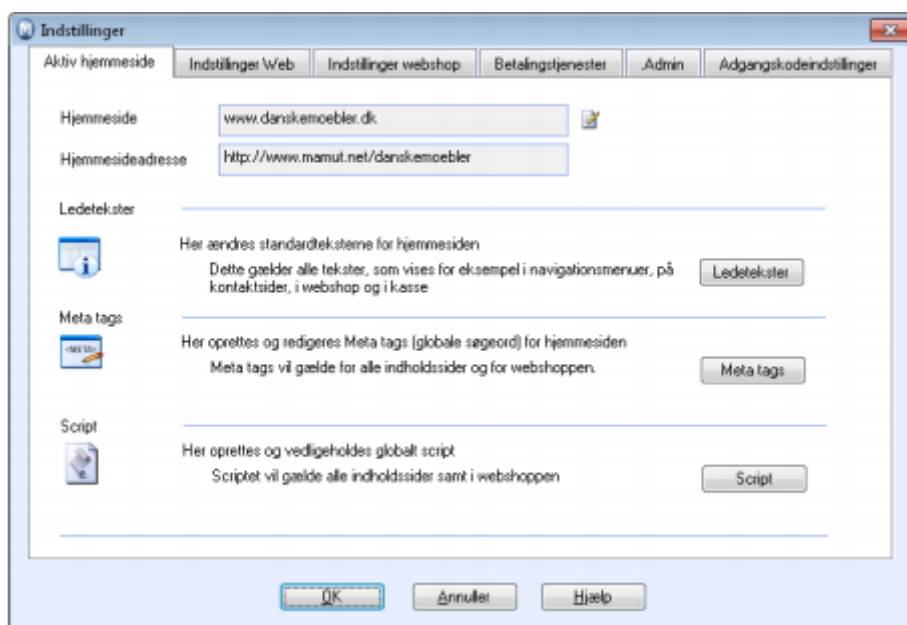 Indstillinger
Aktiv hjemmeside
Indstillinger Web
Indstillinger webshop
Betalingstjenester
Admin
Adgangskodeindstillinger
Hjemmeside
www.danskemoebler.dk
Hjemmesideadresse
http://www.mamut.net/danskemoebler
Ledetekster
Her ændres standardteksterne for hjemmesiden
Dette gælder alle tekster, som vises for eksempel i navigationsmenuer, på
kontaktsider, i webshop og i kasse
Ledetekster
Meta tags
<META>
Her oprettes og redigeres Meta tags (globale søgeord) for hjemmesiden
Meta tags vil gælde for alle indholdssider og for webshoppen.
Meta tags
Script
Her oprettes og vedligeholdes globalt script
Scriptet vil gælde alle indholdssider samt i webshoppen
Script
OK
Annuller
Hjælp